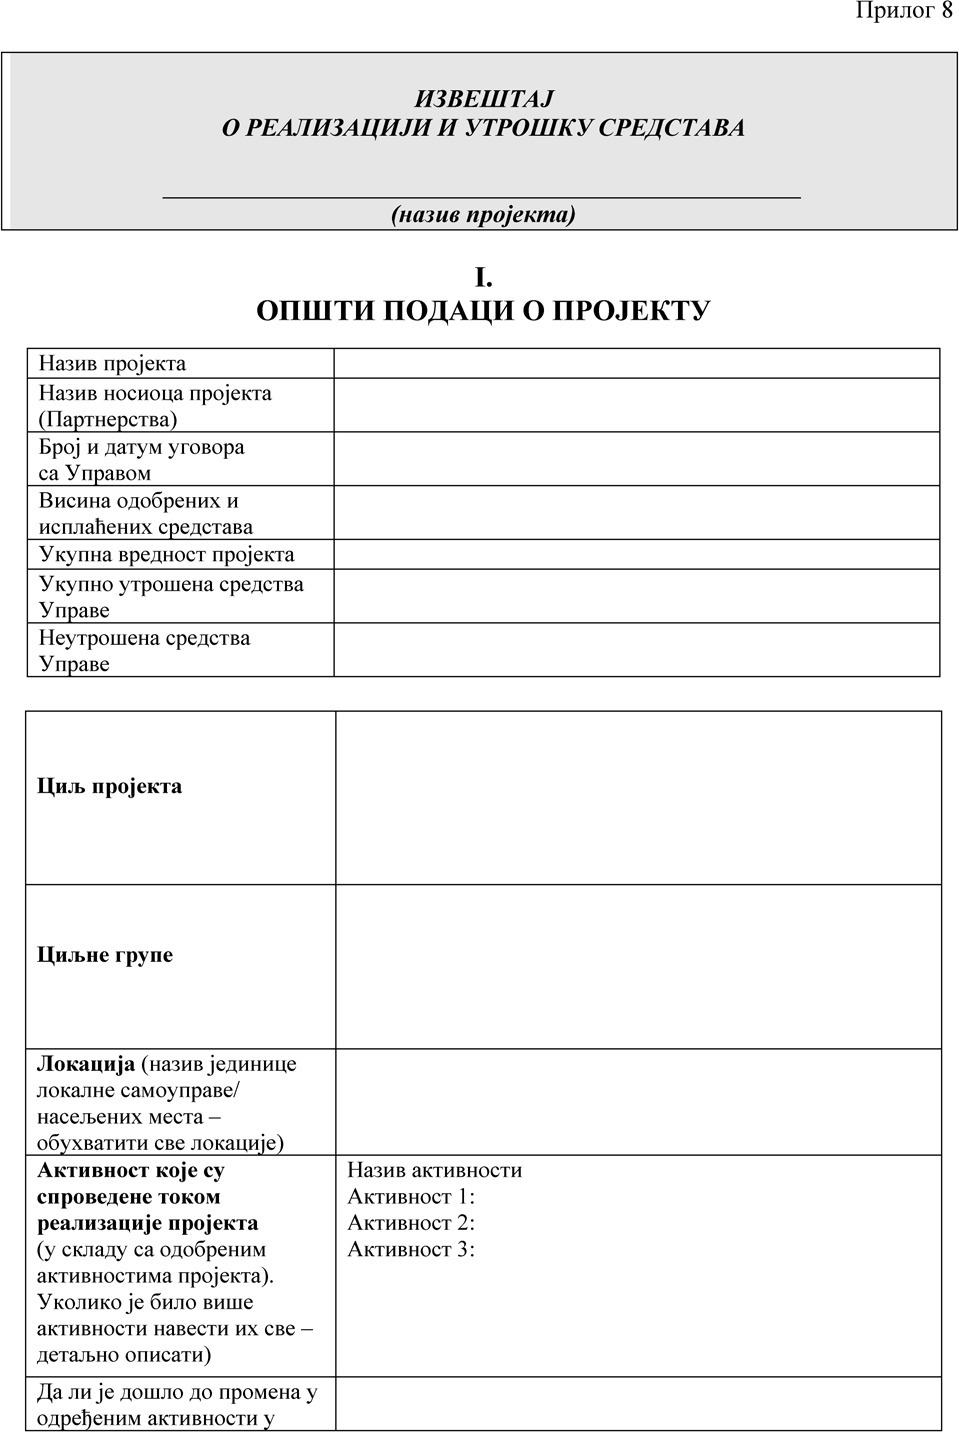 Прилог 8
ИЗВЕШТАЈ
О РЕАЛИЗАЦИЈИ И УТРОШКУ СРЕДСТАВА
(назив пројекта)
I.
ОПШТИ ПОДАЦИ О ПРОЈЕКТУ
Назив пројекта
Назив носиоца пројекта
(Партнерства)
Број и датум уговора
са Управом
Висина одобрених и
исплаћених средстава
Укупна вредност пројекта
Укупно утрошена средства
Управе
Неутрошена средства
Управе
Циљ пројекта
Циљне групе
Локација (назив јединице
локалне самоуправе/
насељених места –
обухватити све локације)
Активност које су
спроведене током
реализације пројекта
(у складу са одобреним
активностима пројекта).
Уколико је било више
активности навести их све –
детаљно описати)
Назив активности
Активност 1:
Активност 2:
Активност 3:
Да ли је дошло до промена у
одређеним активности у